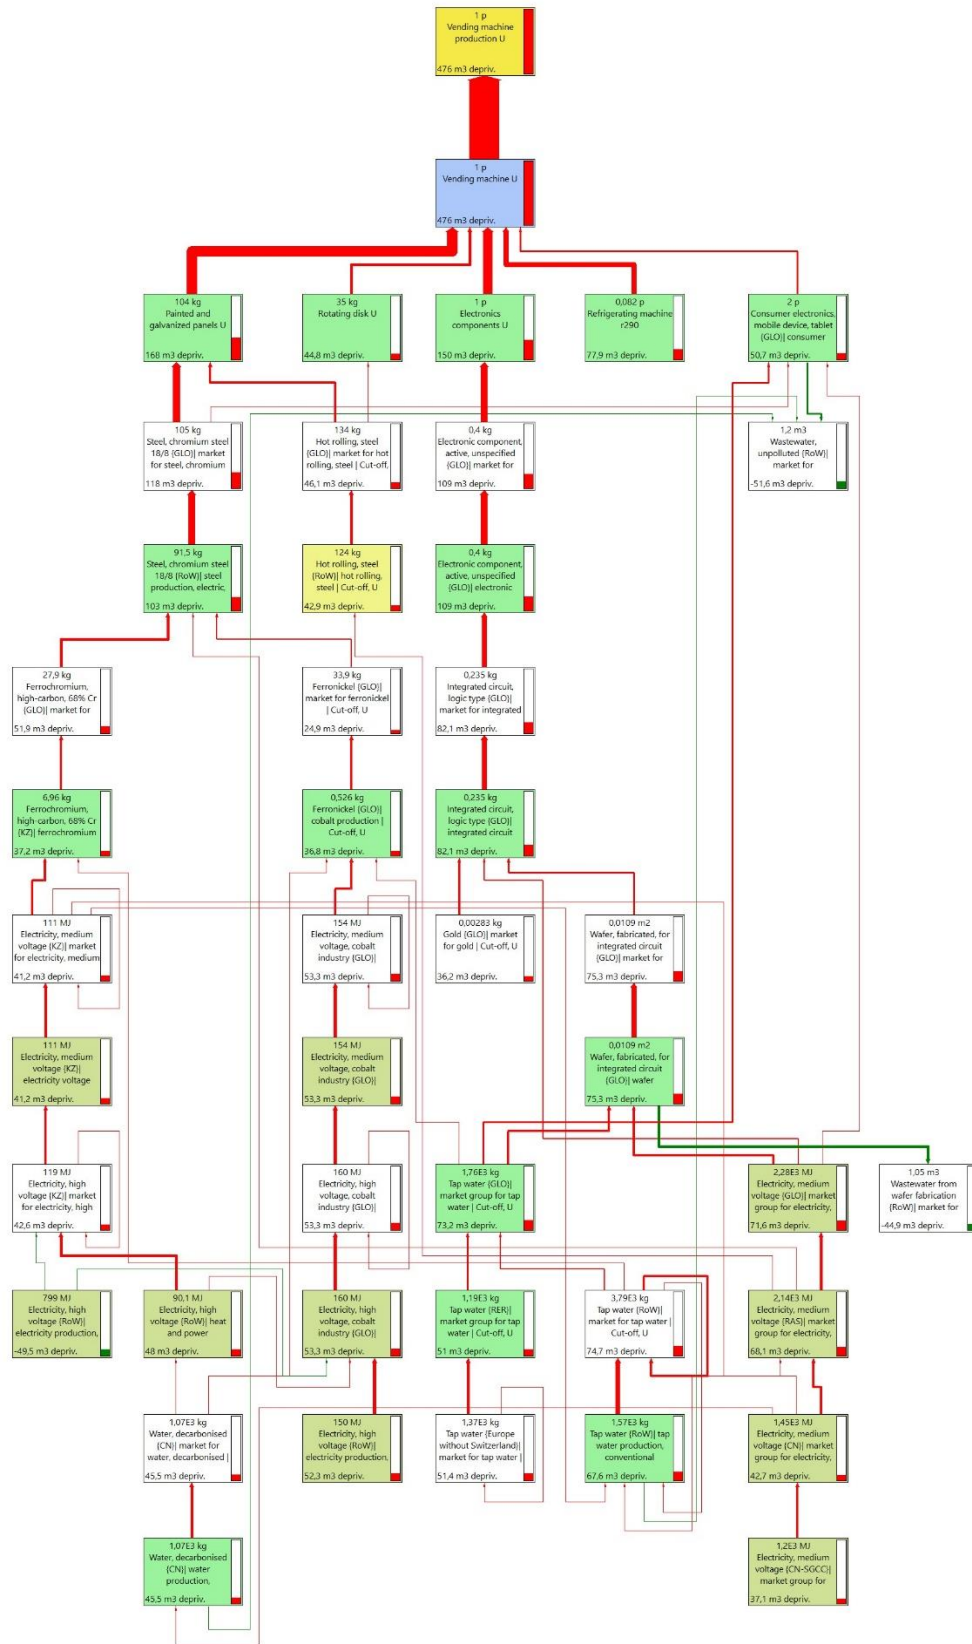 1 p
Vending machine
production U
476 m3 depriv.
1 p
Vending machine U
476 m3 depriv.
104 kg
Painted and
galvanized panels U
168 m3 depriv.
35 kg
Rotating disk U
44,8 m3 depriv.
1 p
Electronics
components U
150 m3 depriv.
0,082 p
Refrigerating machine
r290
77,9 m3 depriv.
2 p
Consumer electronics,
mobile device, tablet
{GLO}| consumer
50,7 m3 depriv.
105 kg
Steel, chromium steel
18/8 {GLO}| market
for steel, chromium
118 m3 depriv.
134 kg
Hot rolling, steel
{GLO}| market for hot
rolling, steel | Cut-off,
46,1 m3 depriv.
0,4 kg
Electronic component,
active, unspecified
{GLO}| market for
109 m3 depriv.
1,2 m3
Wastewater,
unpolluted {RoW}|
market for
-51,6 m3 depriv.
91,5 kg
Steel, chromium steel
18/8 {RoW}| steel
production, electric,
103 m3 depriv.
124 kg
Hot rolling, steel
{RoW}| hot rolling,
steel | Cut-off, U
42,9 m3 depriv.
0,4 kg
Electronic component,
active, unspecified
{GLO}| electronic
109 m3 depriv.
27,9 kg
Ferrochromium,
high-carbon, 68% Cr
{GLO}| market for
51,9 m3 depriv.
33,9 kg
Ferronickel {GLO}|
market for ferronickel
| Cut-off, U
24,9 m3 depriv.
0,235 kg
Integrated circuit,
logic type {GLO}|
market for integrated
82,1 m3 depriv.
6,96 kg
Ferrochromium,
high-carbon, 68% Cr
{KZ}| ferrochromium
37,2 m3 depriv.
0,526 kg
Ferronickel {GLO}|
cobalt production |
Cut-off, U
36,8 m3 depriv.
0,235 kg
Integrated circuit,
logic type {GLO}|
integrated circuit
82,1 m3 depriv.
111 MJ
Electricity, medium
voltage {KZ}| market
for electricity, medium
41,2 m3 depriv.
154 MJ
Electricity, medium
voltage, cobalt
industry {GLO}|
53,3 m3 depriv.
0,00283 kg
Gold {GLO}| market
for gold | Cut-off, U
36,2 m3 depriv.
0,0109 m2
Wafer, fabricated, for
integrated circuit
{GLO}| market for
75,3 m3 depriv.
111 MJ
Electricity, medium
voltage {KZ}|
electricity voltage
41,2 m3 depriv.
154 MJ
Electricity, medium
voltage, cobalt
industry {GLO}|
53,3 m3 depriv.
0,0109 m2
Wafer, fabricated, for
integrated circuit
{GLO}| wafer
75,3 m3 depriv.
119 MJ
Electricity, high
voltage {KZ}| market
for electricity, high
42,6 m3 depriv.
160 MJ
Electricity, high
voltage, cobalt
industry {GLO}|
53,3 m3 depriv.
1,76E3 kg
Tap water {GLO}|
market group for tap
water | Cut-off, U
73,2 m3 depriv.
2,28E3 MJ
Electricity, medium
voltage {GLO}| market
group for electricity,
71,6 m3 depriv.
1,05 m3
Wastewater from
wafer fabrication
{RoW}| market for
-44,9 m3 depriv.
799 MJ
Electricity, high
voltage {RoW}|
electricity production,
-49,5 m3 depriv.
90,1 MJ
Electricity, high
voltage {RoW}| heat
and power
48 m3 depriv.
160 MJ
Electricity, high
voltage, cobalt
industry {GLO}|
53,3 m3 depriv.
1,19E3 kg
Tap water {RER}|
market group for tap
water | Cut-off, U
51 m3 depriv.
3,79E3 kg
Tap water {RoW}|
market for tap water |
Cut-off, U
74,7 m3 depriv.
2,14E3 MJ
Electricity, medium
voltage {RAS}| market
group for electricity,
68,1 m3 depriv.
1,07E3 kg
Water, decarbonised
{CN}| market for
water, decarbonised |
45,5 m3 depriv.
150 MJ
Electricity, high
voltage {RoW}|
electricity production,
52,3 m3 depriv.
1,37E3 kg
Tap water {Europe
without Switzerland}|
market for tap water |
51,4 m3 depriv.
1,57E3 kg
Tap water {RoW}| tap
water production,
conventional
67,6 m3 depriv.
1,45E3 MJ
Electricity, medium
voltage {CN}| market
group for electricity,
42,7 m3 depriv.
1,07E3 kg
Water, decarbonised
{CN}| water
production,
45,5 m3 depriv.
1,2E3 MJ
Electricity, medium
voltage {CN-SGCC}|
market group for
37,1 m3 depriv.